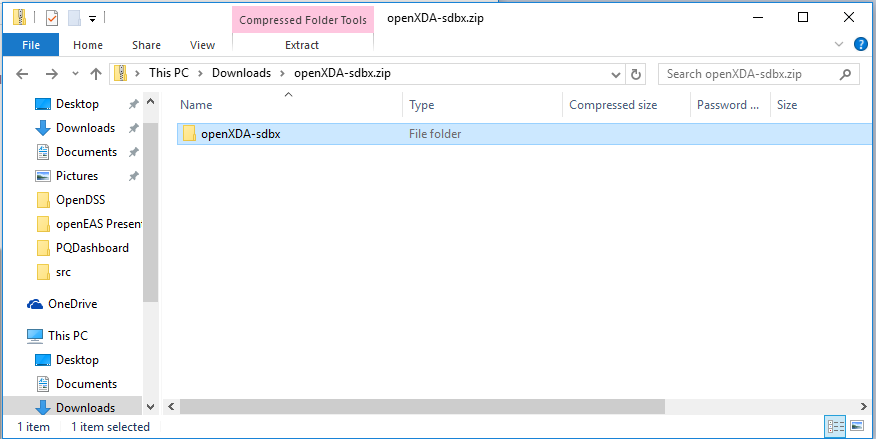 Compressed Folder Tools
openXDA-sdbx.zip
File
Home
Share
View
Extract
This PC
Downloads
openXDA-sdbx.zip
Search openXDA-sdbx.zip
Desktop
Downloads
Documents
Pictures
OpenDSS
openEAS Presen
PQDashboard
src
OneDrive
This PC
Desktop
Documents
Downloads
Name
Type
Compressed size
Password ...
Size
openXDA-sdbx
File folder
1 item
1 item selected